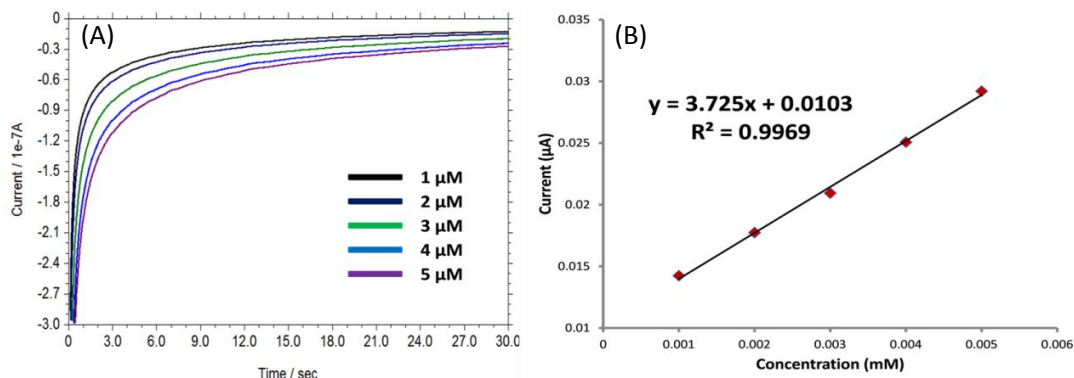 (A)
0
-0.3
-0.6
-0.9
-1.2
-1.5
-1.8
-2.1
-2.4
-2.7
-3.0
Current / 1e-7A
1 µM
2 µM
3 µM
4 µM
5 µM
0 3.0 6.0 9.0 12.0 15.0 18.0 21.0 24.0 27.0 30.0
Time / sec
(B)
0.035
0.03
0.025
0.02
0.015
0.01
Current (µA)
y = 3.725x + 0.0103
R² = 0.9969
0 0.001 0.002 0.003 0.004 0.005 0.006
Concentration (mM)